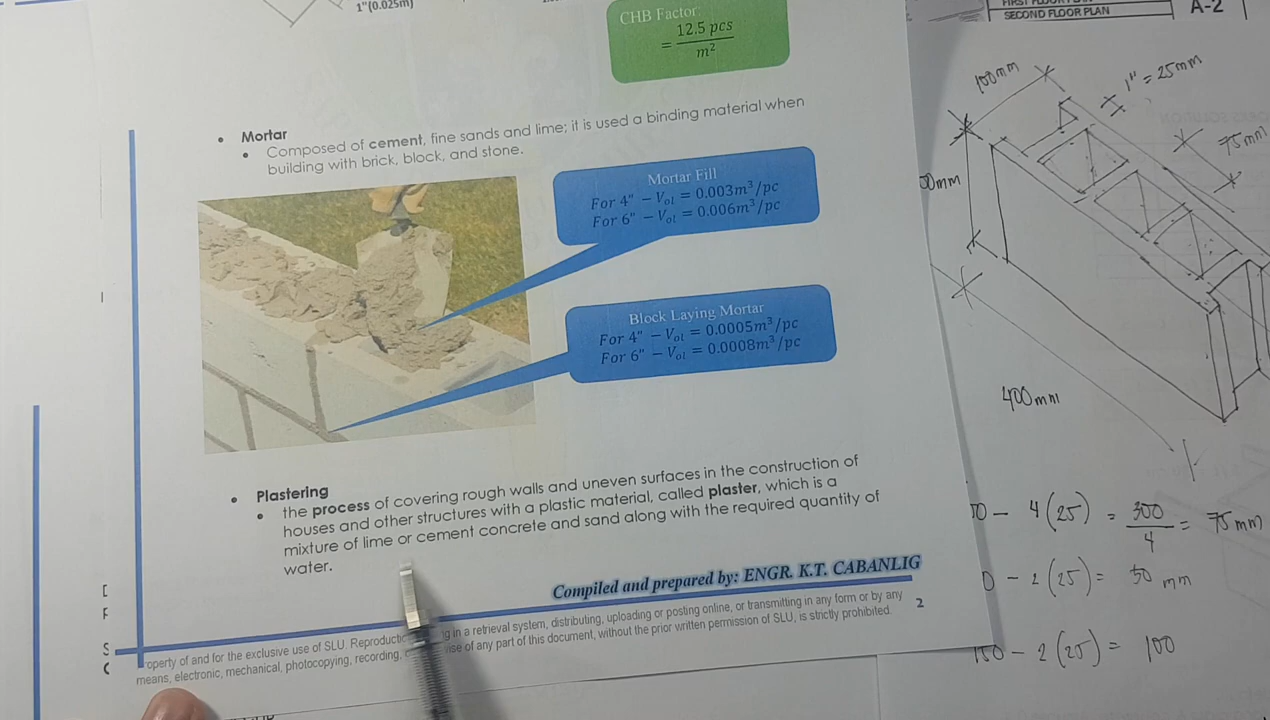 1"(0.025m)
CHB Factor:
= 12.5 pcs / m²
SECOND FLOOR PLAN
A-2
• Mortar
• Composed of cement, fine sands and lime; it is used a binding material when
building with brick, block, and stone.
Mortar Fill
For 4" – Vol = 0.003m³/pc
For 6" – Vol = 0.006m³/pc
Block Laying Mortar
For 4" – Vol = 0.0005m³/pc
For 6" – Vol = 0.0008m³/pc
• Plastering
• the process of covering rough walls and uneven surfaces in the construction of
houses and other structures with a plastic material, called plaster, which is a
mixture of lime or cement concrete and sand along with the required quantity of
water.
Compiled and prepared by: ENGR. K.T. CABANLIG
operty of and for the exclusive use of SLU. in a retrieval system, distributing, uploading or posting online, or transmitting in any form or by any
means, electronic, mechanical, photocopying, recording, of any part of this document, without the prior written permission of SLU, is strictly prohibited.
2
100mm
1" = 25mm
75mm
0mm
400mm
0 – 4(25) = 300/4 = 75mm
0 – 2(25) = 50 mm
150 – 2(25) = 100